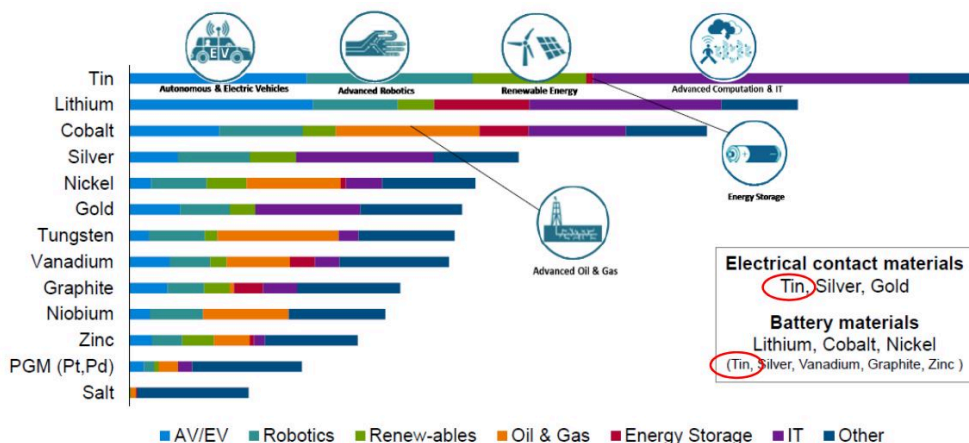 EV
Tin
Autonomous & Electric Vehicles
Advanced Robotics
Renewable Energy
Advanced Computation & IT
Lithium
Cobalt
Silver
Nickel
Energy Storage
Gold
Tungsten
Advanced Oil & Gas
Vanadium
Graphite
Niobium
Zinc
PGM (Pt,Pd)
Salt
Electrical contact materials
Tin, Silver, Gold
Battery materials
Lithium, Cobalt, Nickel
(Tin, Silver, Vanadium, Graphite, Zinc )
AV/EV Robotics Renew-ables Oil & Gas Energy Storage IT Other